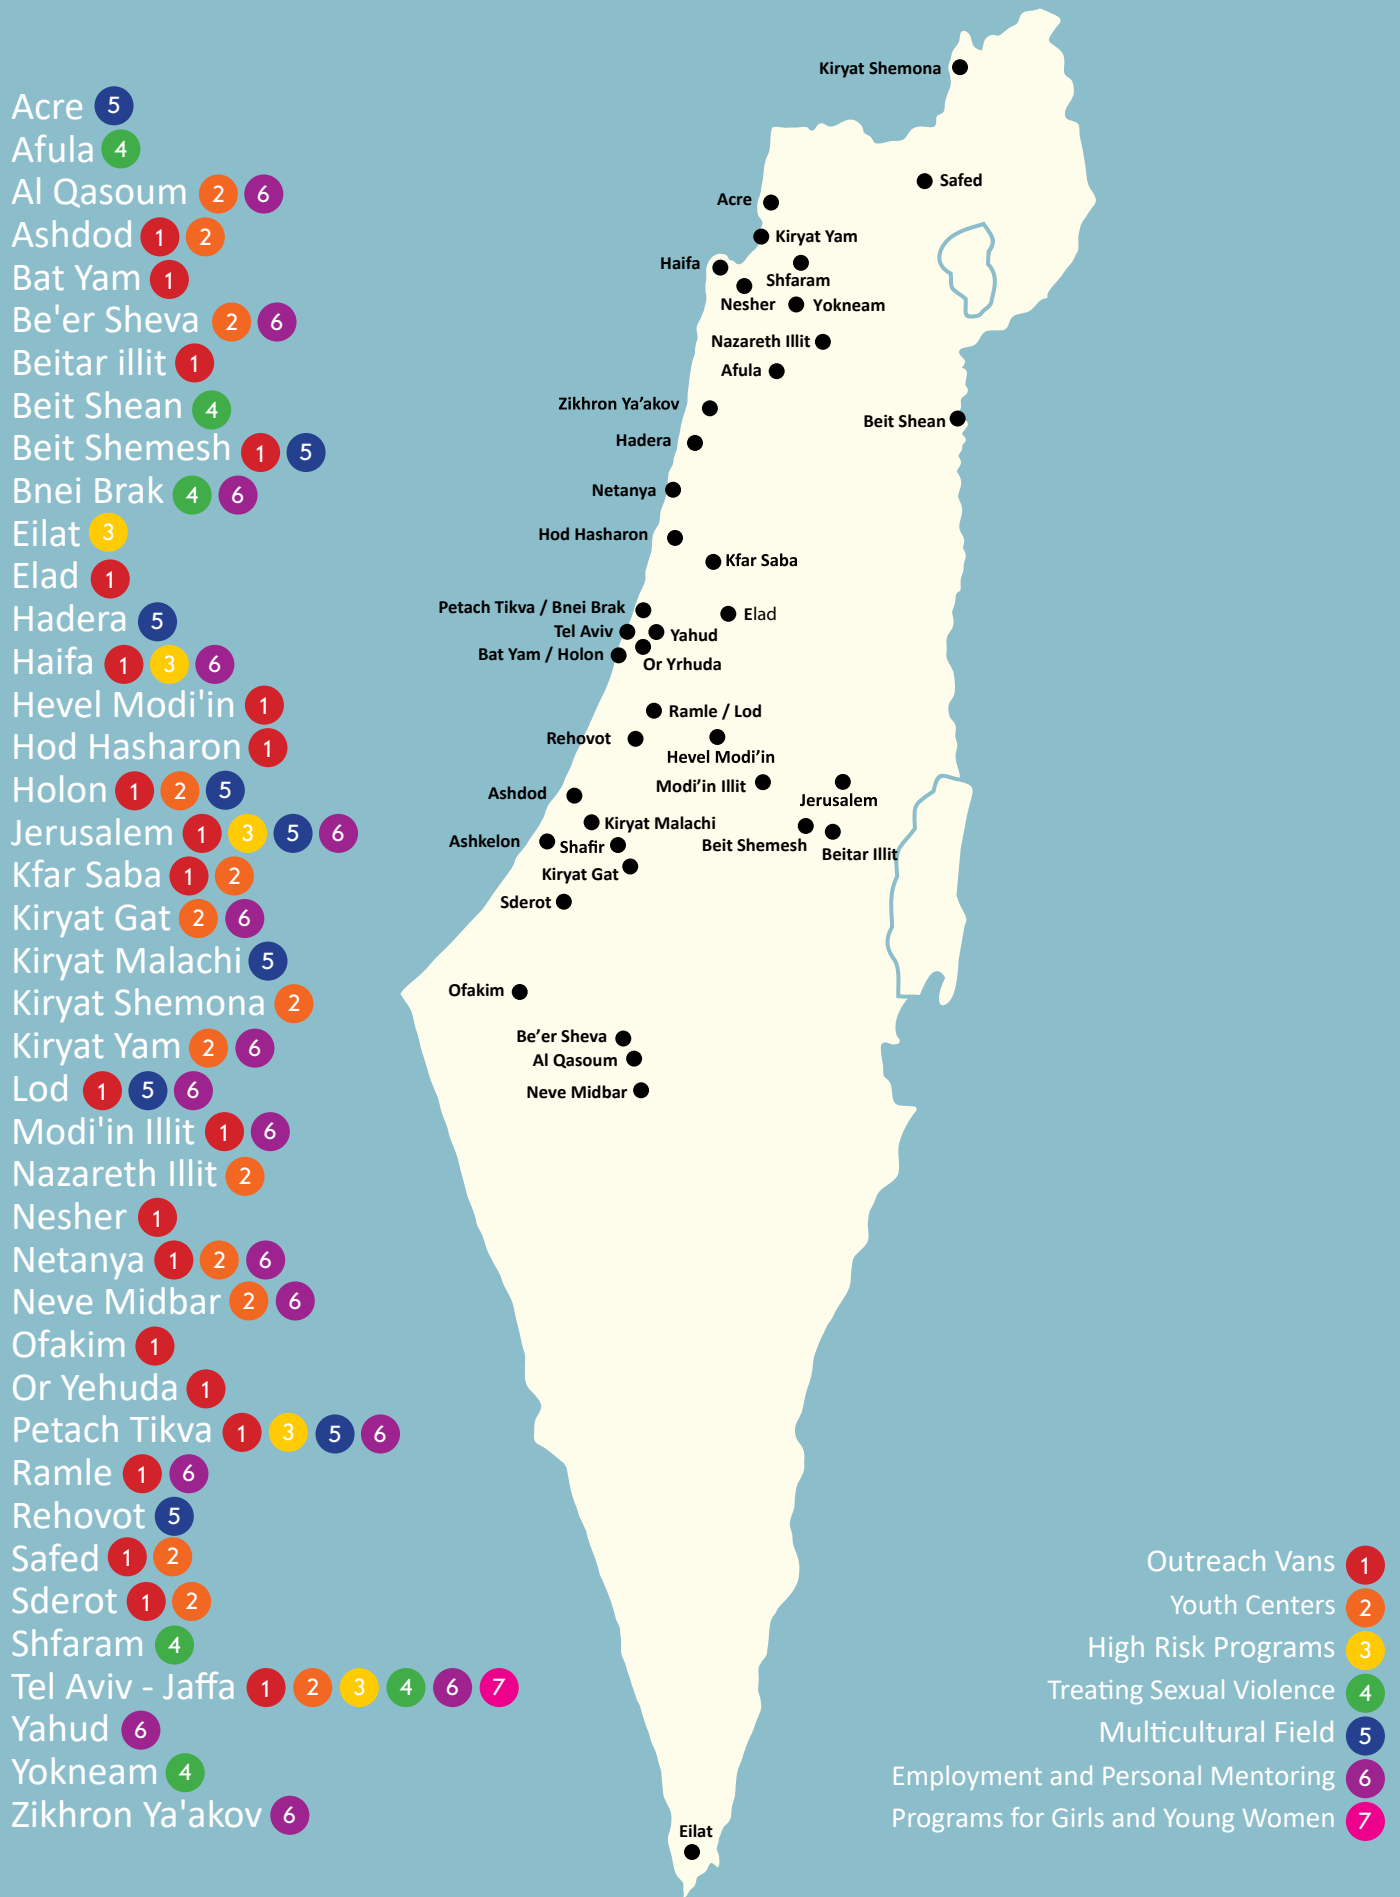 Acre 5
Afula 4
Al Qasoum 2 6
Ashdod 1 2
Bat Yam 1
Be'er Sheva 2 6
Beitar illit 1
Beit Shean 4
Beit Shemesh 1 5
Bnei Brak 4 6
Eilat 3
Elad 1
Hadera 5
Haifa 1 3 6
Hevel Modi'in 1
Hod Hasharon 1
Holon 1 2 5
Jerusalem 1 3 5 6
Kfar Saba 1 2
Kiryat Gat 2 6
Kiryat Malachi 5
Kiryat Shemona 2
Kiryat Yam 2 6
Lod 1 5 6
Modi'in Illit 1 6
Nazareth Illit 2
Nesher 1
Netanya 1 2 6
Neve Midbar 2 6
Ofakim 1
Or Yehuda 1
Petach Tikva 1 3 5 6
Ramle 1 6
Rehovot 5
Safed 1 2
Sderot 1 2
Shfaram 4
Tel Aviv - Jaffa 1 2 3 4 6 7
Yahud 6
Yokneam 4
Zikhron Ya'akov 6
Kiryat Shemona
Safed
Acre
Kiryat Yam
Haifa
Shfaram
Nesher
Yokneam
Nazareth Illit
Afula
Zikhron Ya’akov
Beit Shean
Hadera
Netanya
Hod Hasharon
Kfar Saba
Petach Tikva / Bnei Brak
Elad
Tel Aviv
Yahud
Bat Yam / Holon
Or Yrhuda
Ramle / Lod
Rehovot
Hevel Modi’in
Modi’in Illit
Jerusalem
Ashdod
Kiryat Malachi
Ashkelon
Shafir
Beit Shemesh
Beitar Illit
Kiryat Gat
Sderot
Ofakim
Be’er Sheva
Al Qasoum
Neve Midbar
Eilat
Outreach Vans 1
Youth Centers 2
High Risk Programs 3
Treating Sexual Violence 4
Multicultural Field 5
Employment and Personal Mentoring 6
Programs for Girls and Young Women 7